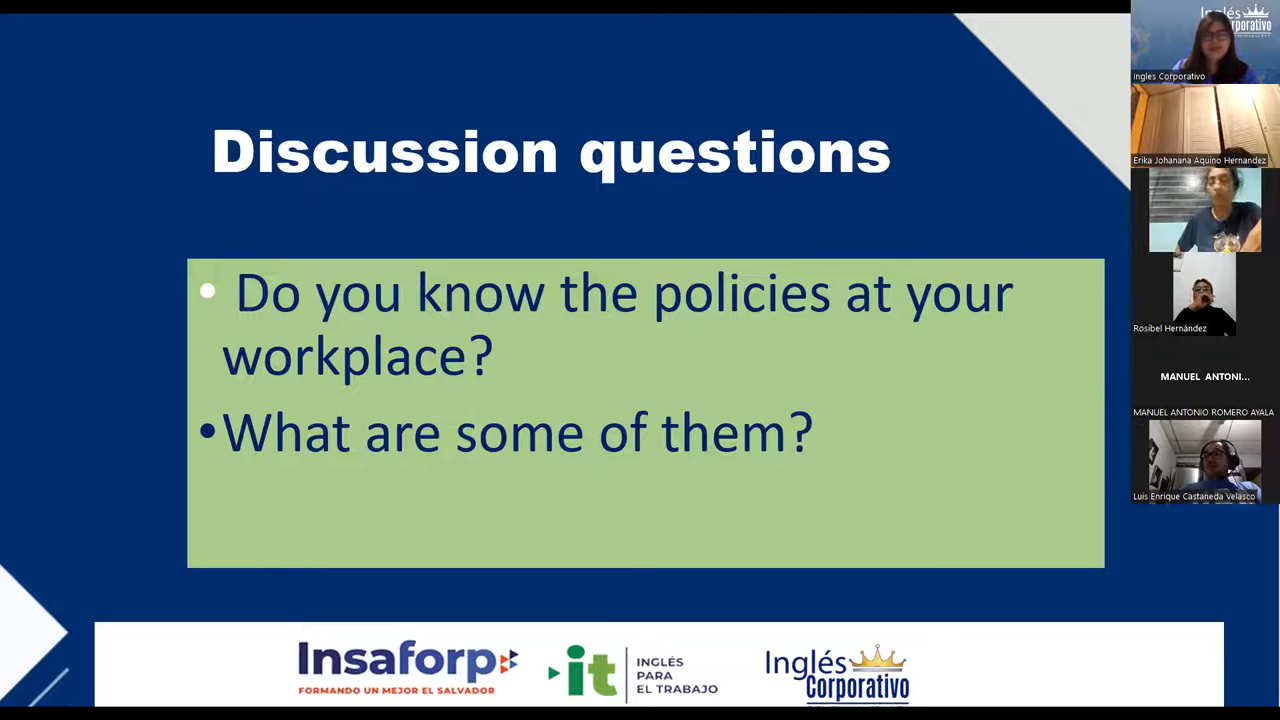 Discussion questions
• Do you know the policies at your
workplace?
•What are some of them?
Insaforp
FORMANDO UN MEJOR EL SALVADOR
it
INGLÉS
PARA
EL TRABAJO
Inglés
Corporativo
Inglés
Ingles Corporativo
Erika Johanana Aquino Hernandez
Rosibel Hernández
MANUEL ANTONI...
MANUEL ANTONIO ROMERO AYALA
Luis Enrique Castaneda Velasco